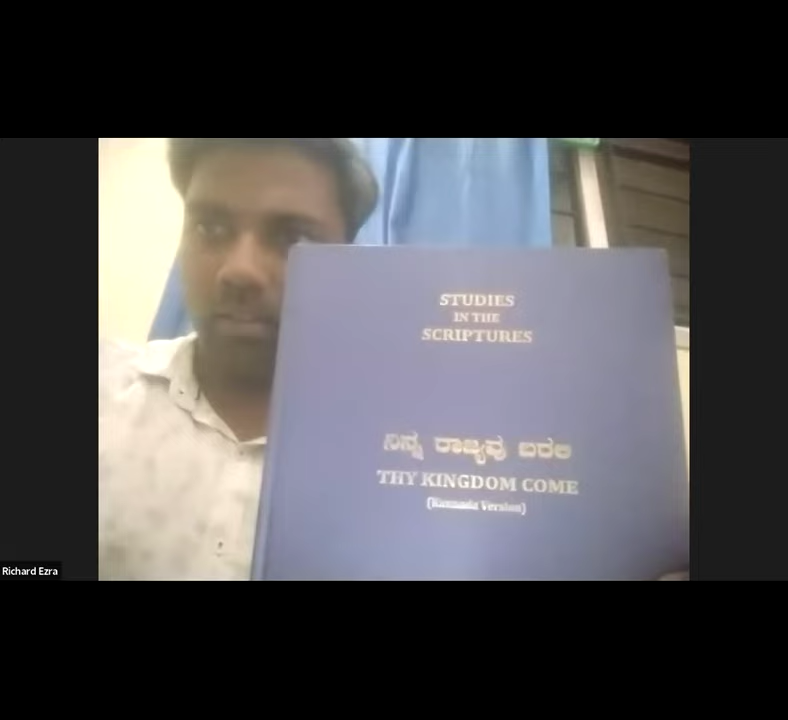 STUDIES
IN THE
SCRIPTURES
ನಿನ್ನ ರಾಜ್ಯವು ಬರಲಿ
THY KINGDOM COME
(Kannada Version)
Richard Ezra